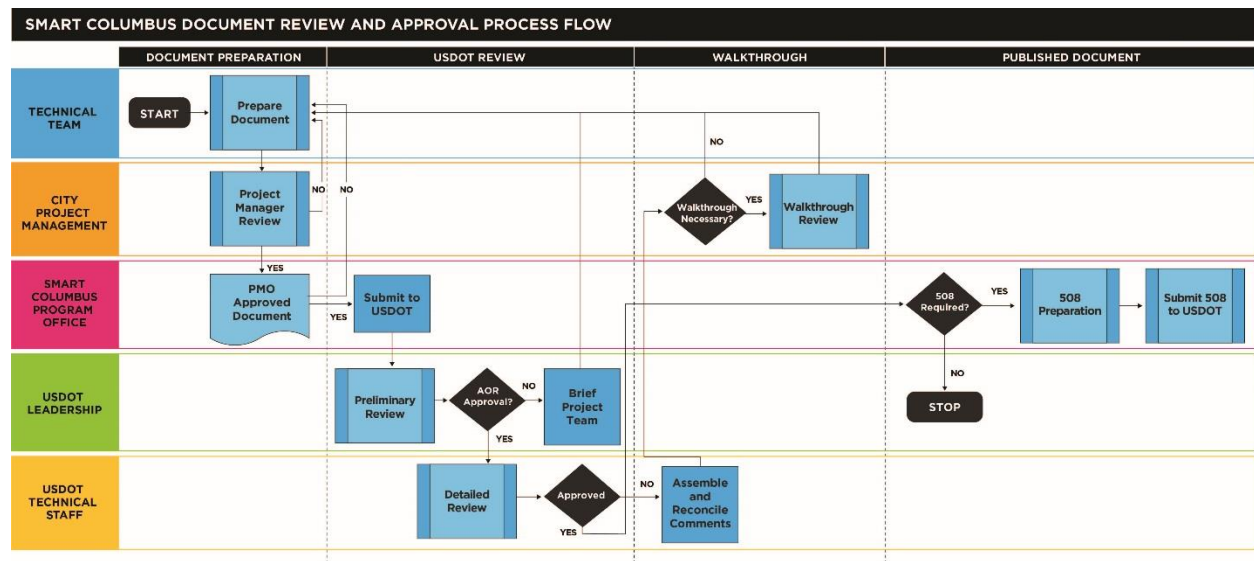 SMART COLUMBUS DOCUMENT REVIEW AND APPROVAL PROCESS FLOW
DOCUMENT PREPARATION
USDOT REVIEW
WALKTHROUGH
PUBLISHED DOCUMENT
TECHNICAL
TEAM
START
Prepare
Document
NO
CITY
PROJECT
MANAGEMENT
Project
Manager
Review
NO
NO
Walkthrough
Necessary?
YES
Walkthrough
Review
YES
SMART
COLUMBUS
PROGRAM
OFFICE
PMO
Approved
Document
YES
Submit to
USDOT
508
Required?
YES
508
Preparation
Submit 508
to USDOT
NO
USDOT
LEADERSHIP
Preliminary
Review
AOR
Approval?
NO
Brief
Project
Team
STOP
YES
USDOT
TECHNICAL
STAFF
Detailed
Review
Approved
NO
Assemble
and
Reconcile
Comments
YES